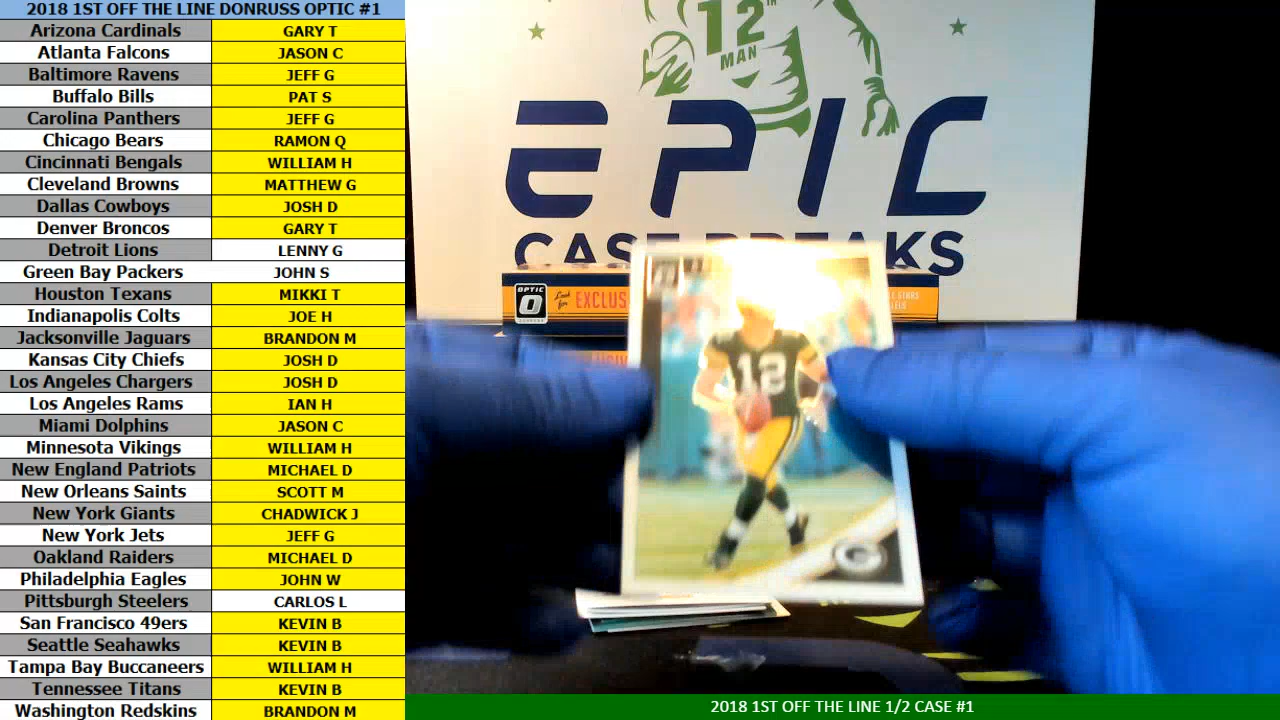 2018 1ST OFF THE LINE DONRUSS OPTIC #1
Arizona Cardinals GARY T
Atlanta Falcons JASON C
Baltimore Ravens JEFF G
Buffalo Bills PAT S
Carolina Panthers JEFF G
Chicago Bears RAMON Q
Cincinnati Bengals WILLIAM H
Cleveland Browns MATTHEW G
Dallas Cowboys JOSH D
Denver Broncos GARY T
Detroit Lions LENNY G
Green Bay Packers JOHN S
Houston Texans MIKKI T
Indianapolis Colts JOE H
Jacksonville Jaguars BRANDON M
Kansas City Chiefs JOSH D
Los Angeles Chargers JOSH D
Los Angeles Rams IAN H
Miami Dolphins JASON C
Minnesota Vikings WILLIAM H
New England Patriots MICHAEL D
New Orleans Saints SCOTT M
New York Giants CHADWICK J
New York Jets JEFF G
Oakland Raiders MICHAEL D
Philadelphia Eagles JOHN W
Pittsburgh Steelers CARLOS L
San Francisco 49ers KEVIN B
Seattle Seahawks KEVIN B
Tampa Bay Buccaneers WILLIAM H
Tennessee Titans KEVIN B
Washington Redskins BRANDON M
12TH
MAN
EPIC
CASE BREAKS
OPTIC
Look for EXCLUS
12
G
2018 1ST OFF THE LINE 1/2 CASE #1